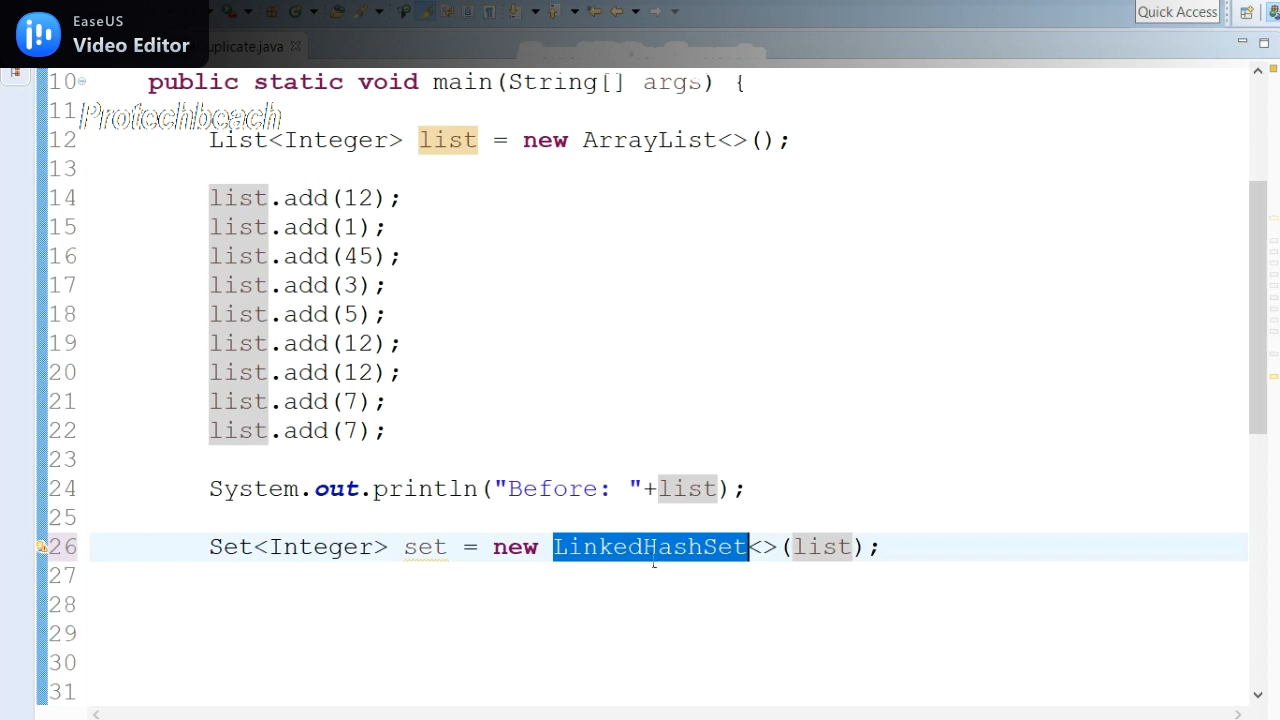 EaseUS
Video Editor
Quick Access
uplicate.java
10 public static void main(String[] args) {
11
Protechbeach
12 List<Integer> list = new ArrayList<>();
13
14 list.add(12);
15 list.add(1);
16 list.add(45);
17 list.add(3);
18 list.add(5);
19 list.add(12);
20 list.add(12);
21 list.add(7);
22 list.add(7);
23
24 System.out.println("Before: "+list);
25
26 Set<Integer> set = new LinkedHashSet<>(list);
27
28
29
30
31